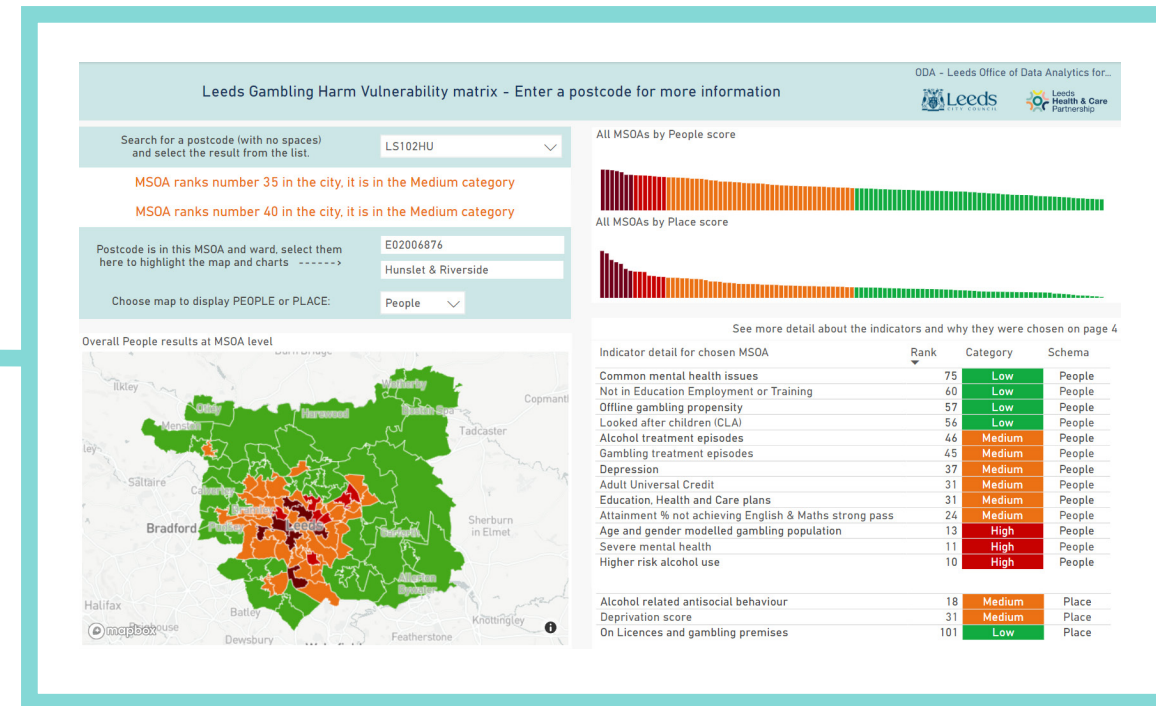 ODA - Leeds Office of Data Analytics for...
Leeds Gambling Harm Vulnerability matrix - Enter a postcode for more information
Leeds
CITY COUNCIL
Leeds
Health & Care
Partnership
Search for a postcode (with no spaces)
and select the result from the list.
LS102HU
MSOA ranks number 35 in the city, it is in the Medium category
MSOA ranks number 40 in the city, it is in the Medium category
Postcode is in this MSOA and ward, select them
here to highlight the map and charts ------>
E02006876
Hunslet & Riverside
Choose map to display PEOPLE or PLACE:
People
All MSOAs by People score
All MSOAs by Place score
Overall People results at MSOA level
Ilkley
Otley
Menston
Harewood
Wetherby
Tadcaster
Saltaire
Bradford
Pudsey
Bramley
Leeds
Garforth
Sherburn
in Elmet
Allerton
Bywater
Halifax
Batley
Dewsbury
Knottingley
Featherstone
mapbox
See more detail about the indicators and why they were chosen on page 4
Indicator detail for chosen MSOA Rank Category Schema
Common mental health issues 75 Low People
Not in Education Employment or Training 60 Low People
Offline gambling propensity 57 Low People
Looked after children (CLA) 56 Low People
Alcohol treatment episodes 46 Medium People
Gambling treatment episodes 45 Medium People
Depression 37 Medium People
Adult Universal Credit 31 Medium People
Education, Health and Care plans 31 Medium People
Attainment % not achieving English & Maths strong pass 24 Medium People
Age and gender modelled gambling population 13 High People
Severe mental health 11 High People
Higher risk alcohol use 10 High People
Alcohol related antisocial behaviour 18 Medium Place
Deprivation score 31 Medium Place
On Licences and gambling premises 101 Low Place